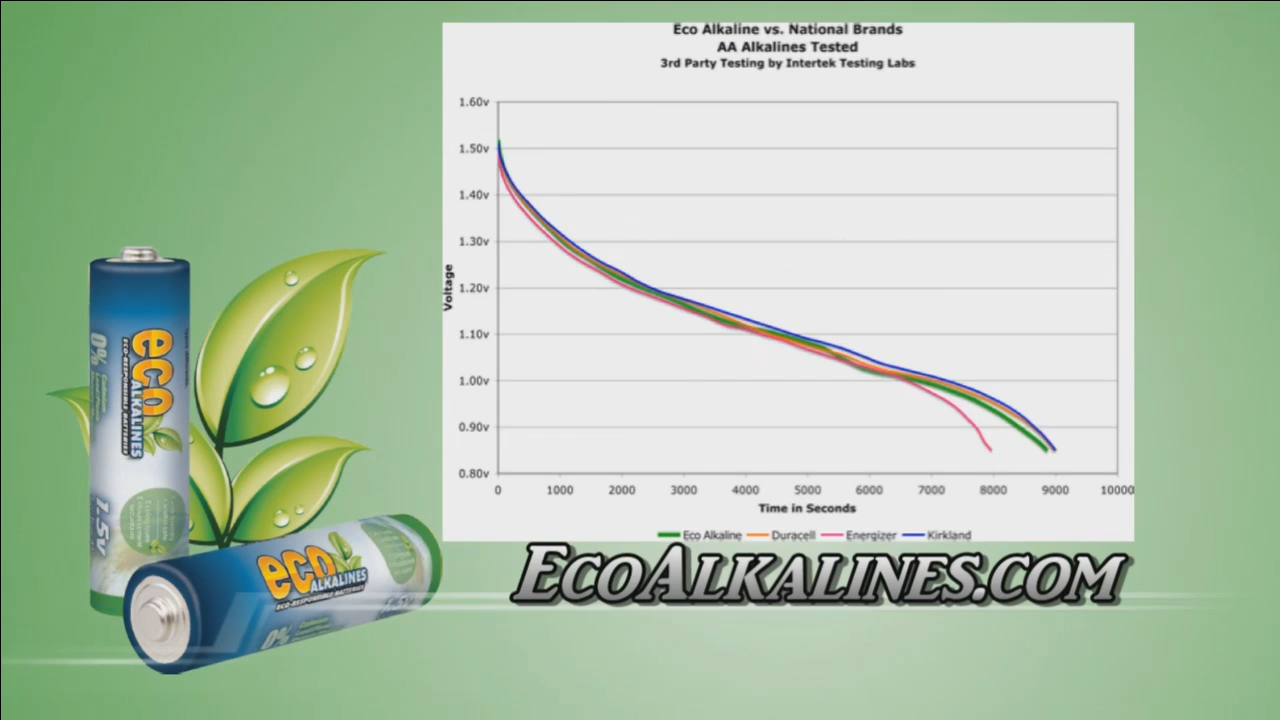 Eco Alkaline vs. National Brands
AA Alkalines Tested
3rd Party Testing by Intertek Testing Labs
1.60v
1.50v
1.40v
1.30v
1.20v
1.10v
1.00v
0.90v
0.80v
Voltage
0 1000 2000 3000 4000 5000 6000 7000 8000 9000 10000
Time in Seconds
Eco Alkaline Duracell Energizer Kirkland
ECOALKALINES.COM
eco
ALKALINES
ECO-RESPONSIBLE BATTERIES
0%
1.5v
eco
ALKALINES
ECO-RESPONSIBLE BATTERIES
0%